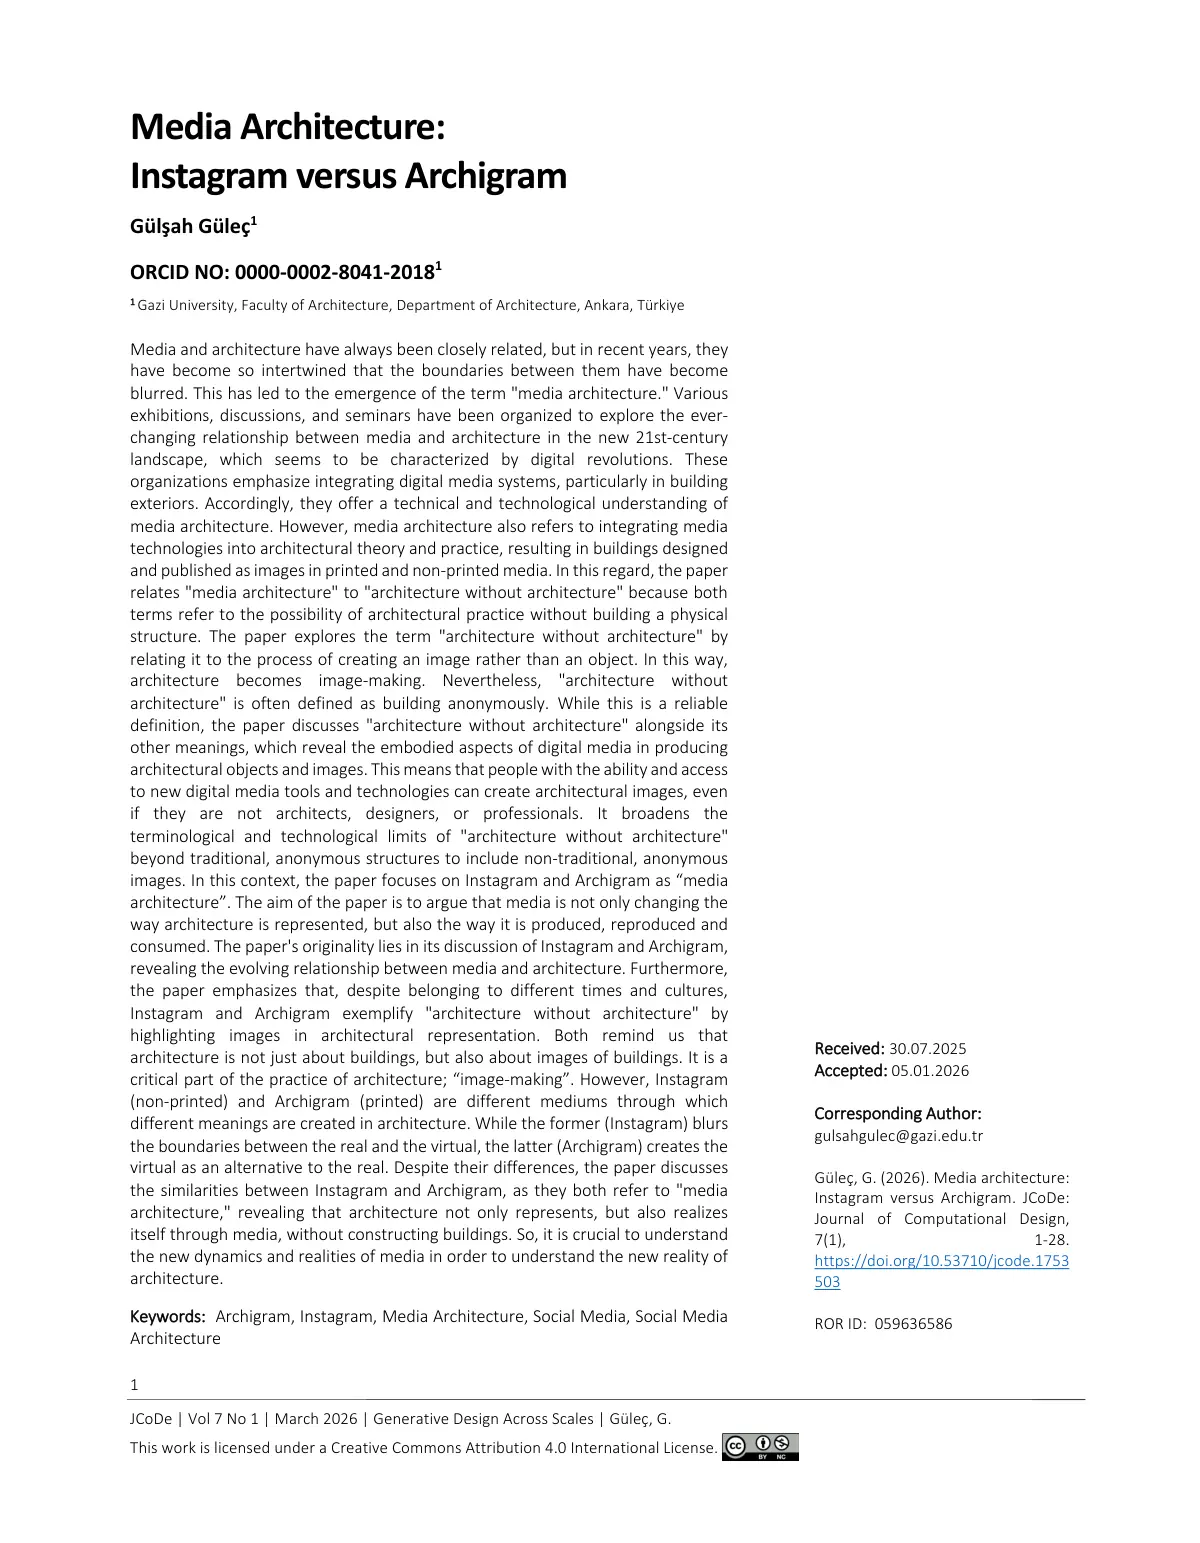 Media Architecture:
Instagram versus Archigram
Gülşah Güleç1
ORCID NO: 0000-0002-8041-20181
1 Gazi University, Faculty of Architecture, Department of Architecture, Ankara, Türkiye
Media and architecture have always been closely related, but in recent years, they
have become so intertwined that the boundaries between them have become
blurred. This has led to the emergence of the term "media architecture." Various
exhibitions, discussions, and seminars have been organized to explore the ever-
changing relationship between media and architecture in the new 21st-century
landscape, which seems to be characterized by digital revolutions. These
organizations emphasize integrating digital media systems, particularly in building
exteriors. Accordingly, they offer a technical and technological understanding of
media architecture. However, media architecture also refers to integrating media
technologies into architectural theory and practice, resulting in buildings designed
and published as images in printed and non-printed media. In this regard, the paper
relates "media architecture" to "architecture without architecture" because both
terms refer to the possibility of architectural practice without building a physical
structure. The paper explores the term "architecture without architecture" by
relating it to the process of creating an image rather than an object. In this way,
architecture becomes image-making. Nevertheless, "architecture without
architecture" is often defined as building anonymously. While this is a reliable
definition, the paper discusses "architecture without architecture" alongside its
other meanings, which reveal the embodied aspects of digital media in producing
architectural objects and images. This means that people with the ability and access
to new digital media tools and technologies can create architectural images, even
if they are not architects, designers, or professionals. It broadens the
terminological and technological limits of "architecture without architecture"
beyond traditional, anonymous structures to include non-traditional, anonymous
images. In this context, the paper focuses on Instagram and Archigram as “media
architecture”. The aim of the paper is to argue that media is not only changing the
way architecture is represented, but also the way it is produced, reproduced and
consumed. The paper's originality lies in its discussion of Instagram and Archigram,
revealing the evolving relationship between media and architecture. Furthermore,
the paper emphasizes that, despite belonging to different times and cultures,
Instagram and Archigram exemplify "architecture without architecture" by
highlighting images in architectural representation. Both remind us that
architecture is not just about buildings, but also about images of buildings. It is a
critical part of the practice of architecture; “image-making”. However, Instagram
(non-printed) and Archigram (printed) are different mediums through which
different meanings are created in architecture. While the former (Instagram) blurs
the boundaries between the real and the virtual, the latter (Archigram) creates the
virtual as an alternative to the real. Despite their differences, the paper discusses
the similarities between Instagram and Archigram, as they both refer to "media
architecture," revealing that architecture not only represents, but also realizes
itself through media, without constructing buildings. So, it is crucial to understand
the new dynamics and realities of media in order to understand the new reality of
architecture.
Keywords: Archigram, Instagram, Media Architecture, Social Media, Social Media
Architecture
Received: 30.07.2025
Accepted: 05.01.2026
Corresponding Author:
gulsahgulec@gazi.edu.tr
Güleç, G. (2026). Media architecture:
Instagram versus Archigram. JCoDe:
Journal of Computational Design,
7(1), 1-28.
https://doi.org/10.53710/jcode.1753
503
ROR ID: 059636586
1
JCoDe | Vol 7 No 1 | March 2026 | Generative Design Across Scales | Güleç, G.
This work is licensed under a Creative Commons Attribution 4.0 International License.
cc BY NC